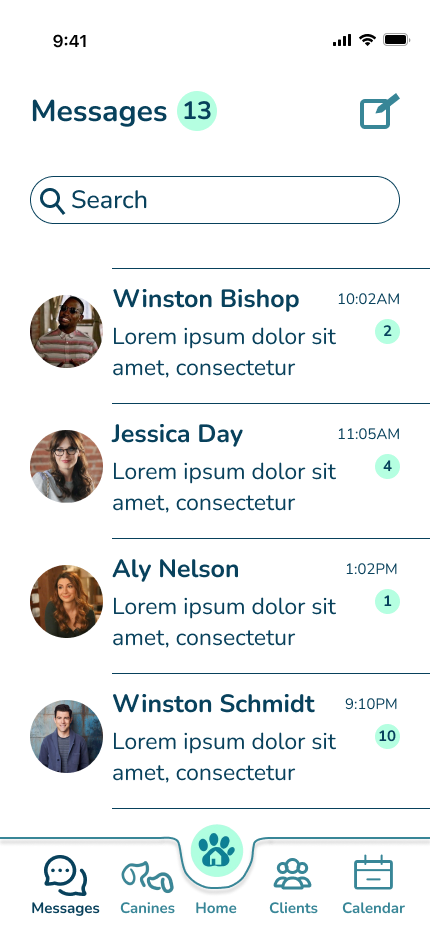 9:41
Messages 13
Search
Winston Bishop 10:02AM
Lorem ipsum dolor sit 2
amet, consectetur
Jessica Day 11:05AM
Lorem ipsum dolor sit 4
amet, consectetur
Aly Nelson 1:02PM
Lorem ipsum dolor sit 1
amet, consectetur
Winston Schmidt 9:10PM
Lorem ipsum dolor sit 10
amet, consectetur
Messages Canines Home Clients Calendar